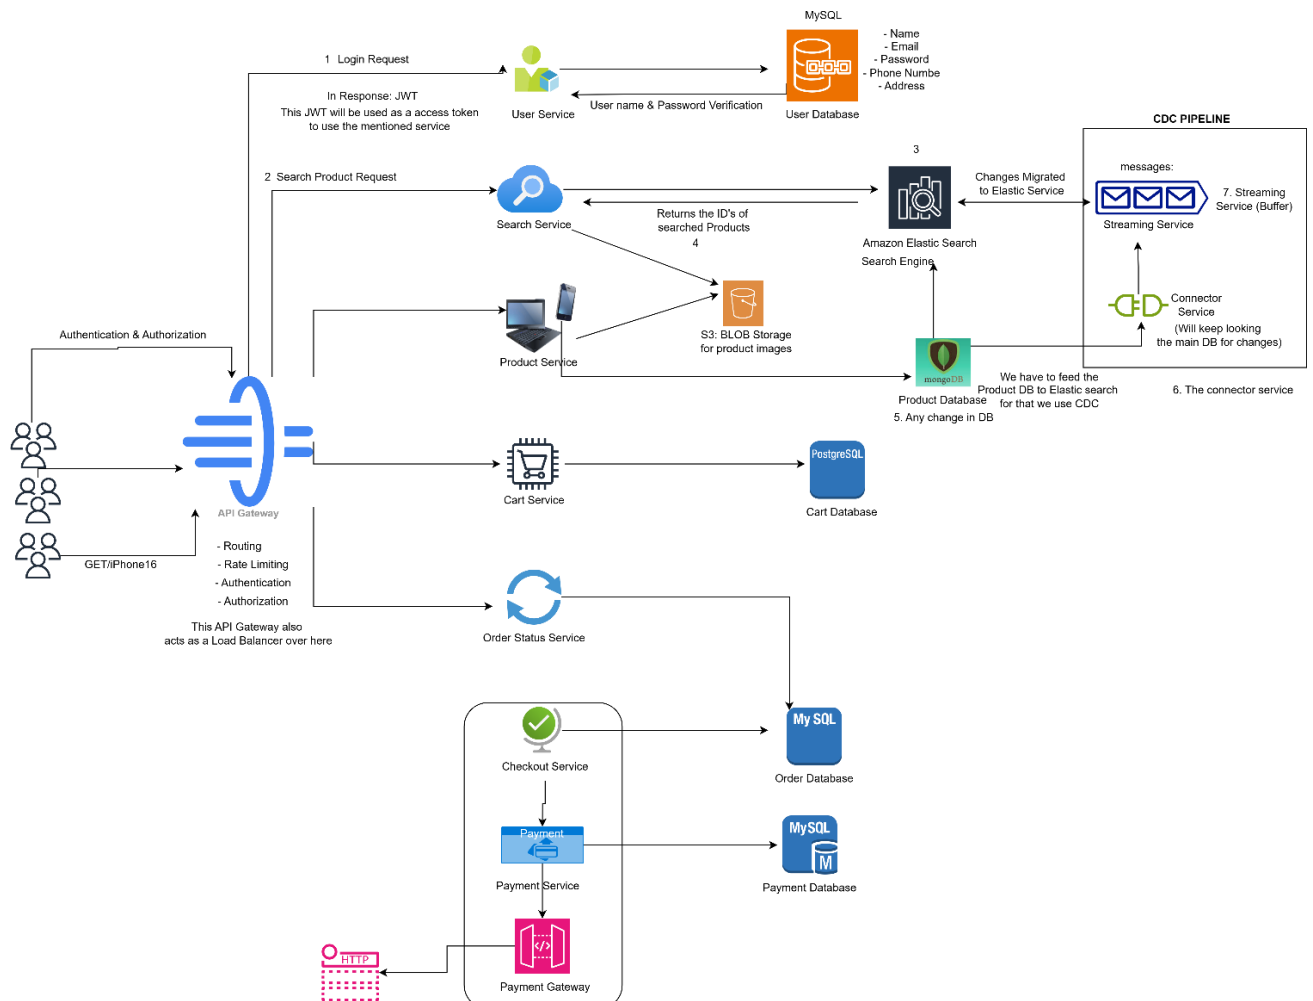 MySQL
- Name
- Email
- Password
- Phone Numbe
- Address
1 Login Request
In Response: JWT
This JWT will be used as a access token
to use the mentioned service
User Service
User name & Password Verification
User Database
CDC PIPELINE
3
messages:
2 Search Product Request
Changes Migrated
to Elastic Service
7. Streaming
Service (Buffer)
Search Service
Returns the ID's of
searched Products
4
Amazon Elastic Search
Search Engine
Streaming Service
Connector
Service
(Will keep looking
the main DB for changes)
S3: BLOB Storage
for product images
Authentication & Authorization
Product Service
mongoDB
Product Database
5. Any change in DB
We have to feed the
Product DB to Elastic search
for that we use CDC
6. The connector service
PostgreSQL
Cart Service
Cart Database
API Gateway
GET/iPhone16
- Routing
- Rate Limiting
- Authentication
- Authorization
This API Gateway also
acts as a Load Balancer over here
Order Status Service
My SQL
Checkout Service
Order Database
Payment
MySQL
M
Payment Service
Payment Database
HTTP
</>
Payment Gateway